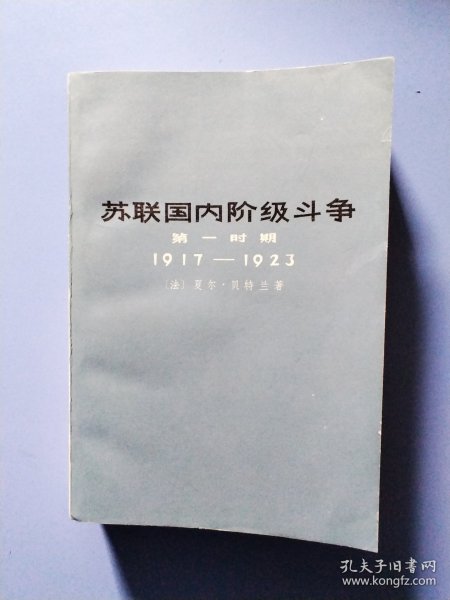 苏联国内阶级斗争
第一时期
1917—1923
〔法〕夏尔·贝特兰著
孔夫子旧书网
www.kongfz.com